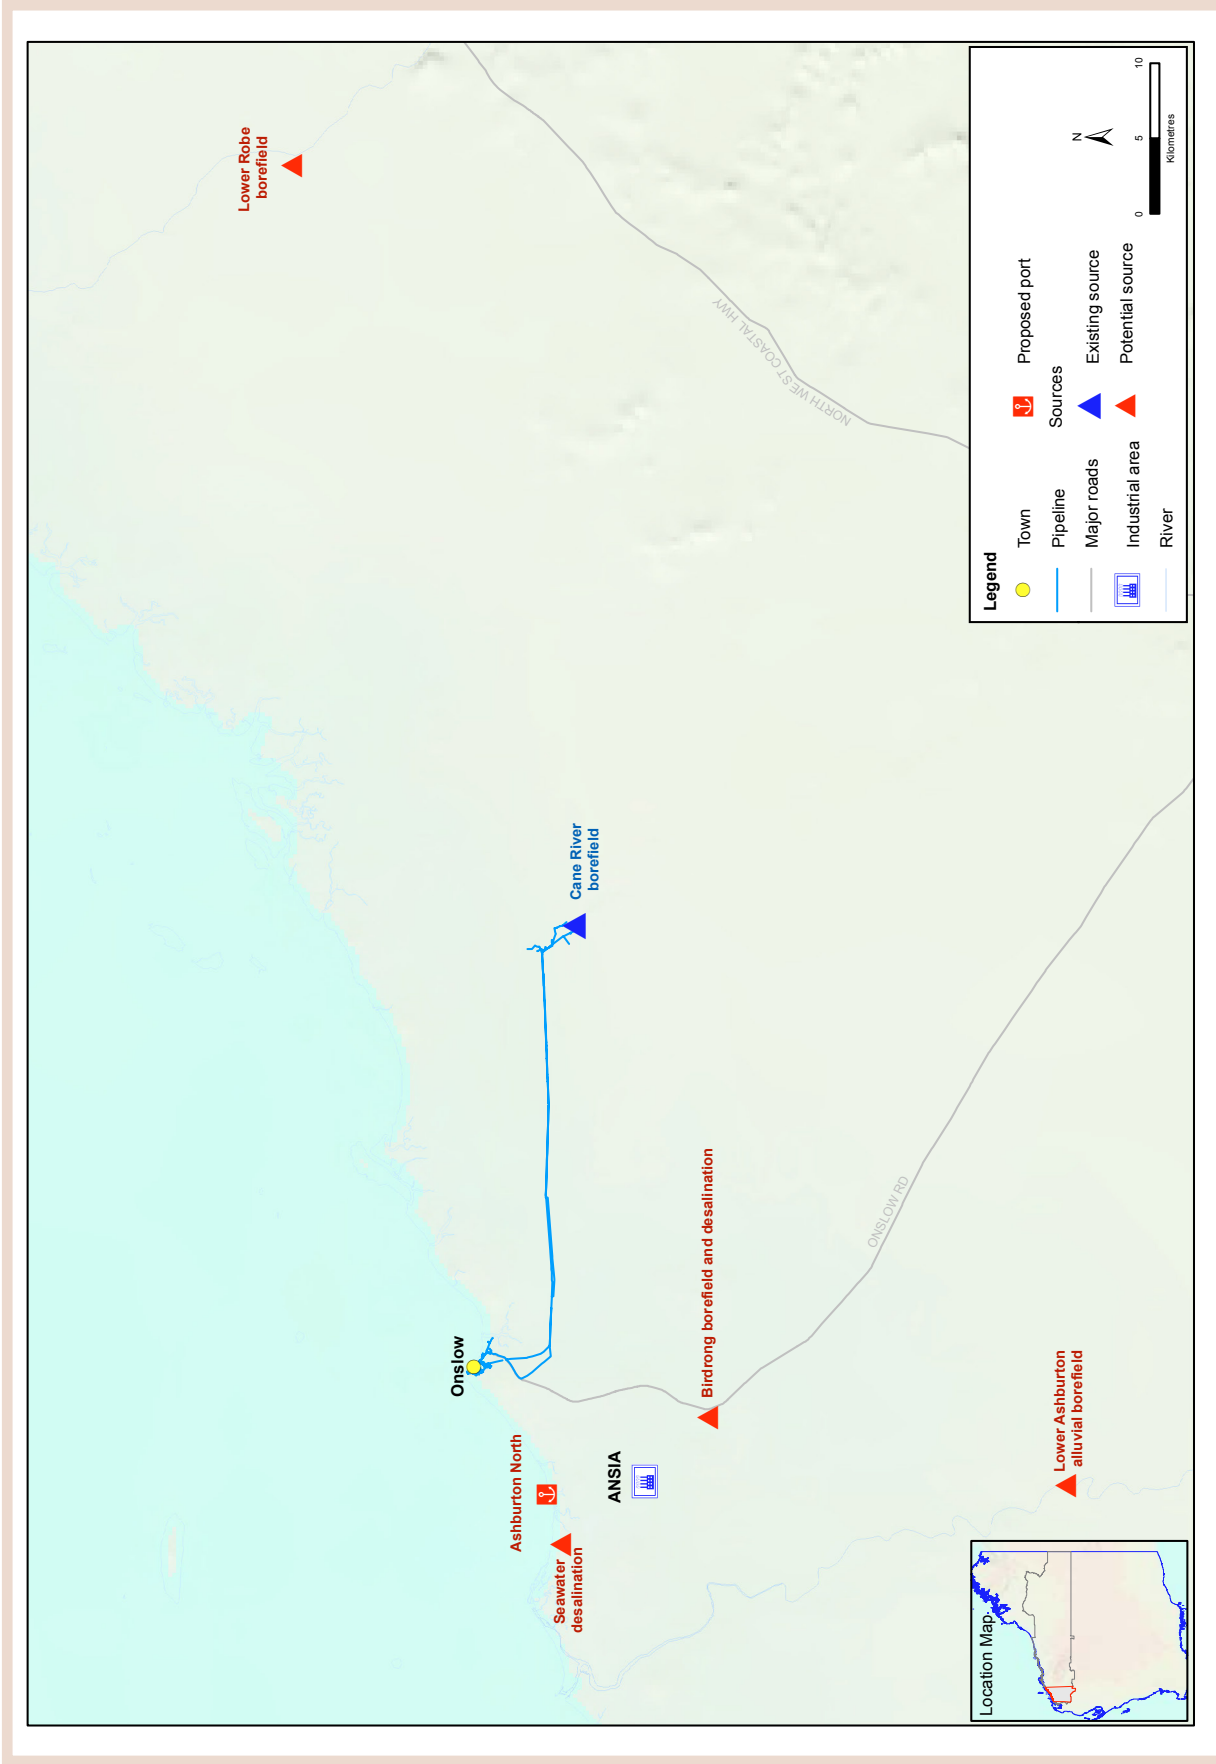 Lower Robe
borefield
NORTH WEST COASTAL HWY
Cane River
borefield
Onslow
Ashburton North
Seawater
desalination
ANSIA
Birdrong borefield and desalination
ONSLOW RD
Lower Ashburton
alluvial borefield
Location Map
Legend
Town
Pipeline
Major roads
Industrial area
River
Proposed port
Sources
Existing source
Potential source
N
0 5 10
Kilometres